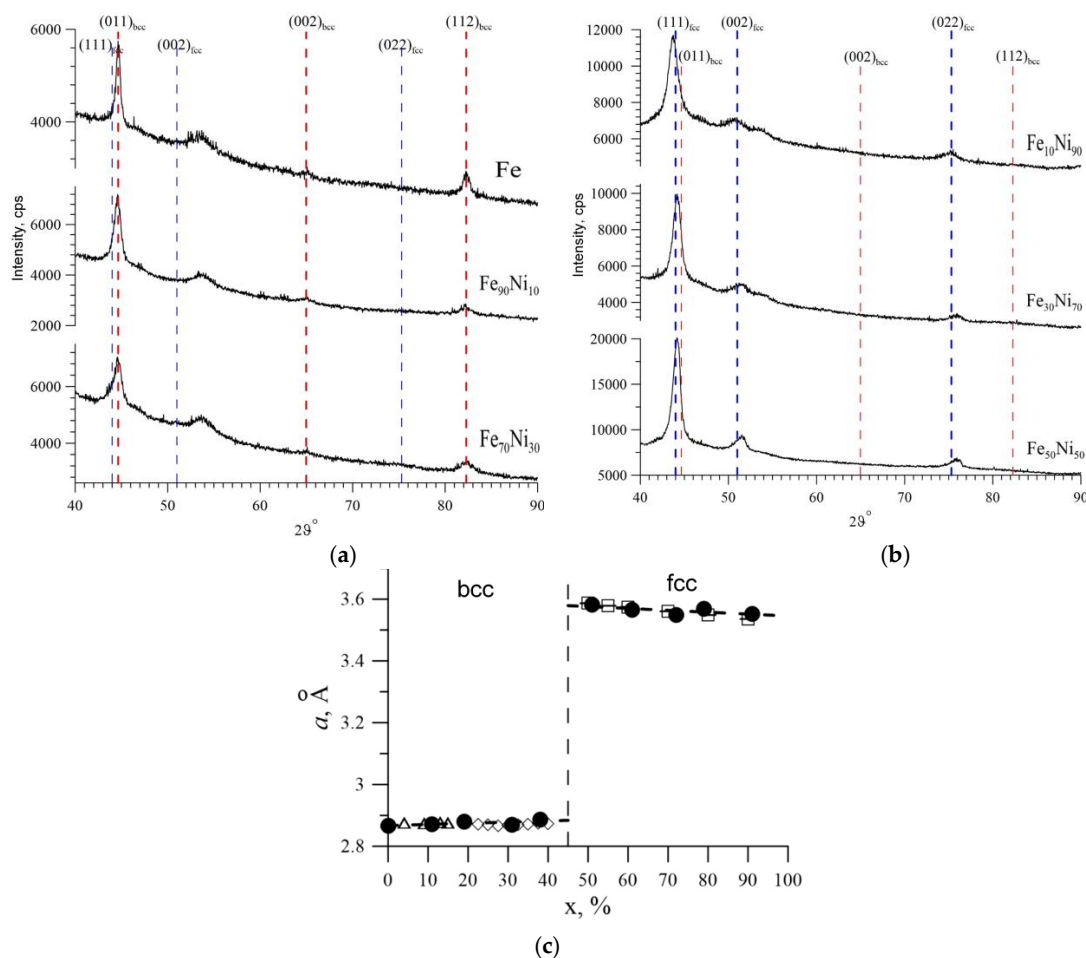 (011)bcc (002)bcc (112)bcc
(111)fcc (002)fcc (022)fcc
6000
4000
Fe
6000
4000
2000
Fe₉₀Ni₁₀
6000
4000
Fe₇₀Ni₃₀
Intensity, cps
40 50 60 70 80 90
2ϑ°
(a)
(111)fcc (002)fcc (022)fcc
(011)bcc (002)bcc (112)bcc
12000
10000
8000
6000
Fe₁₀Ni₉₀
10000
8000
6000
4000
Fe₃₀Ni₇₀
20000
15000
10000
5000
Fe₅₀Ni₅₀
Intensity, cps
40 50 60 70 80 90
2ϑ°
(b)
bcc fcc
3.6
3.4
3.2
3
2.8
a, Å
0 10 20 30 40 50 60 70 80 90 100
x, %
(c)